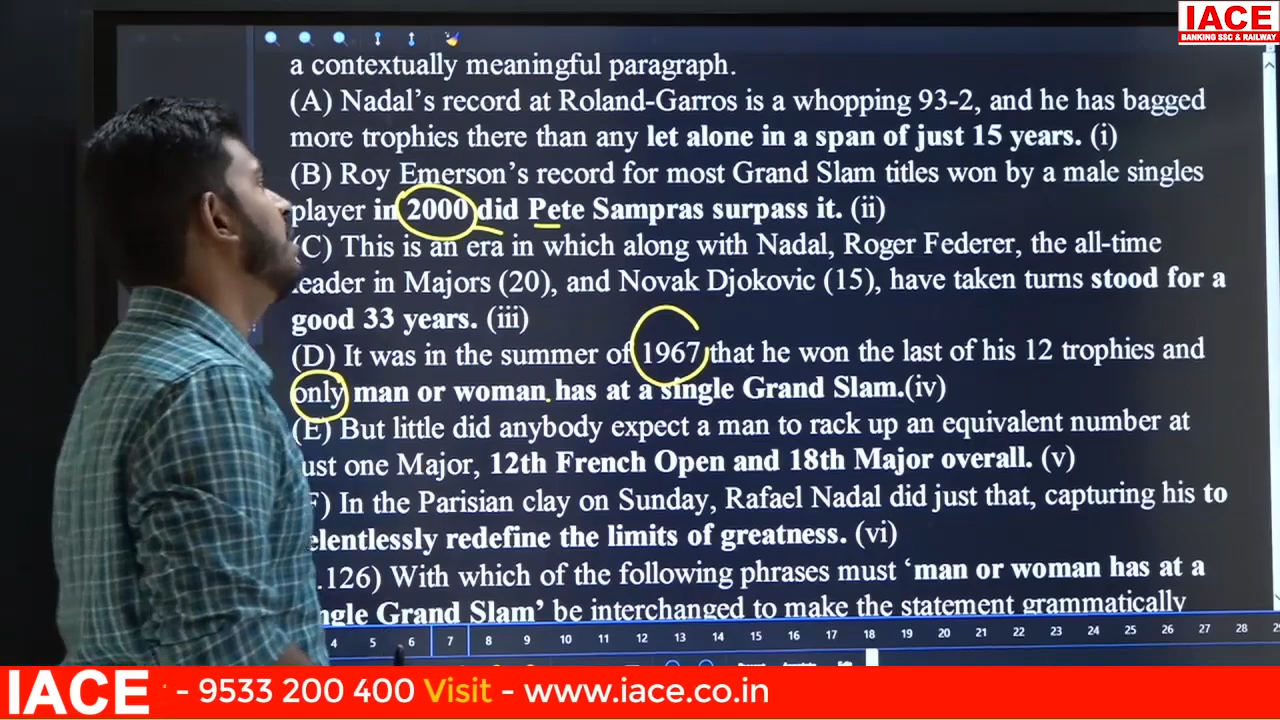 IACE
BANKING SSC & RAILWAY
a contextually meaningful paragraph.
(A) Nadal's record at Roland-Garros is a whopping 93-2, and he has bagged
more trophies there than any let alone in a span of just 15 years. (i)
(B) Roy Emerson's record for most Grand Slam titles won by a male singles
player in 2000 did Pete Sampras surpass it. (ii)
(C) This is an era in which along with Nadal, Roger Federer, the all-time
leader in Majors (20), and Novak Djokovic (15), have taken turns stood for a
good 33 years. (iii)
(D) It was in the summer of 1967 that he won the last of his 12 trophies and
only man or woman has at a single Grand Slam.(iv)
(E) But little did anybody expect a man to rack up an equivalent number at
ust one Major, 12th French Open and 18th Major overall. (v)
F) In the Parisian clay on Sunday, Rafael Nadal did just that, capturing his to
elentlessly redefine the limits of greatness. (vi)
.126) With which of the following phrases must 'man or woman has at a
ngle Grand Slam' be interchanged to make the statement grammatically
4 5 6 7 8 9 10 11 12 13 14 15 16 17 18 19 20 21 22 23 24 25 26 27 28
IACE - 9533 200 400 Visit - www.iace.co.in